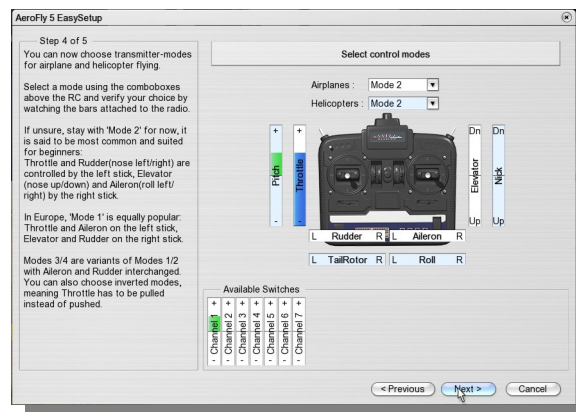 AeroFly 5 EasySetup
Step 4 of 5
You can now choose transmitter-modes
for airplane and helicopter flying.
Select a mode using the comboboxes
above the RC and verify your choice by
watching the bars attached to the radio.
If unsure, stay with 'Mode 2' for now, it
is said to be most common and suited
for beginners:
Throttle and Rudder(nose left/right) are
controlled by the left stick, Elevator
(nose up/down) and Aileron(roll left/
right) by the right stick.
In Europe, 'Mode 1' is equally popular:
Throttle and Aileron on the left stick,
Elevator and Rudder on the right stick.
Modes 3/4 are variants of Modes 1/2
with Aileron and Rudder interchanged.
You can also choose inverted modes,
meaning Throttle has to be pulled
instead of pushed.
Select control modes
Airplanes : Mode 2
Helicopters : Mode 2
+ Pitch -
+ Throttle -
Dn Elevator Up
Dn Nick Up
L Rudder R
L Aileron R
L TailRotor R
L Roll R
Available Switches
- Channel 1 +
- Channel 2 +
- Channel 3 +
- Channel 4 +
- Channel 5 +
- Channel 6 +
- Channel 7 +
< Previous
Next >
Cancel